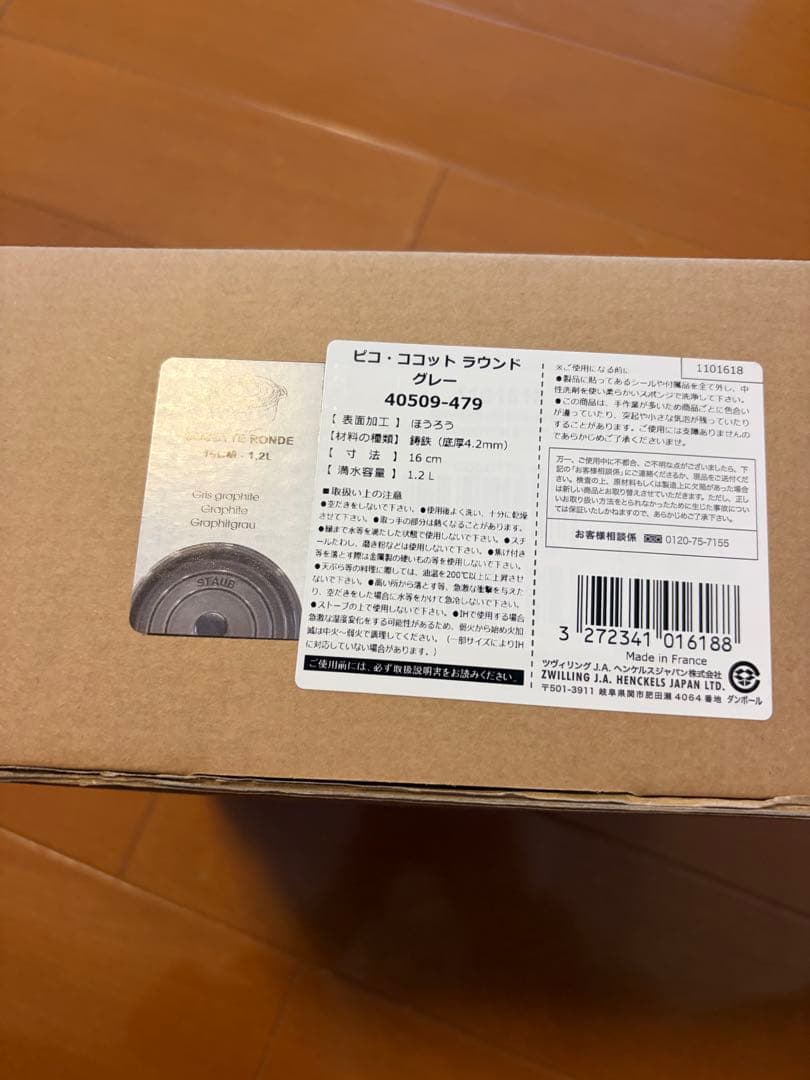 COCOTTE RONDE
16cm - 1,2L
Gris graphite
Graphite
Graphitgrau
STAUB
ピコ・ココット ラウンド
グレー
40509-479
【 表面加工 】 ほうろう
【材料の種類】 鋳鉄（底厚4.2mm）
【 寸　法 】 16 cm
【 満水容量 】 1.2 L
■取扱い上の注意
●空だきをしないで下さい。●使用後よく洗い、十分に乾燥
させて下さい。●取っ手の部分は熱くなることがあります。
●縁まで水等を満たした状態で使用しないで下さい。●スチ
ールたわし、磨き粉などは使用しないで下さい。●焦げ付き
等を落とす際は金属製の硬いもの等を使用しないで下さい。
●天ぷら等の料理に際しては、油温を200℃以上に上昇させ
ないで下さい。●高い所から落とす等、急激な衝撃を与えた
り、空だきをした場合に水等をかけて急冷しないで下さい。
●ストーブの上で使用しないで下さい。●IHで使用する場合
急激な温度変化をする可能性があるため、弱火から始め火加
減は中火〜弱火で調理してください。（一部サイズによりIH
に対応していない場合があります。）
ご使用前には、必ず取扱説明書をお読みください。
※ご使用になる前に
1101618
●製品に貼ってあるシールや付属品を全て外し、中
性洗剤を使い柔らかいスポンジで洗浄して下さい。
●この商品は、手作業が多いため商品ごとに色合い
が違っていたり、突起や小さな気泡が残っていたり
することがあります。ご使用には支障ありませんの
であらかじめご了承くださいませ。
万一、ご使用中に不都合、ご不明な点がございましたら、下
記の「お客様相談係」にご連絡くださるか、現品をご送付くだ
さい。検査の上、原材料もしくは製造上に欠陥があった場合
は新しい商品とお取り替えさせていただきます。ただし、正し
いお取り扱い方法をとられなかったために生じた事故につい
ては保証いたしかねますので、あらかじめご了承下さい。
お客様相談係 0120-75-7155
3 272341 016188
Made in France
ツヴィリング J.A. ヘンケルスジャパン株式会社
ZWILLING J.A. HENCKELS JAPAN LTD.
〒501-3911 岐阜県関市肥田瀬 4064 番地
ダンボール